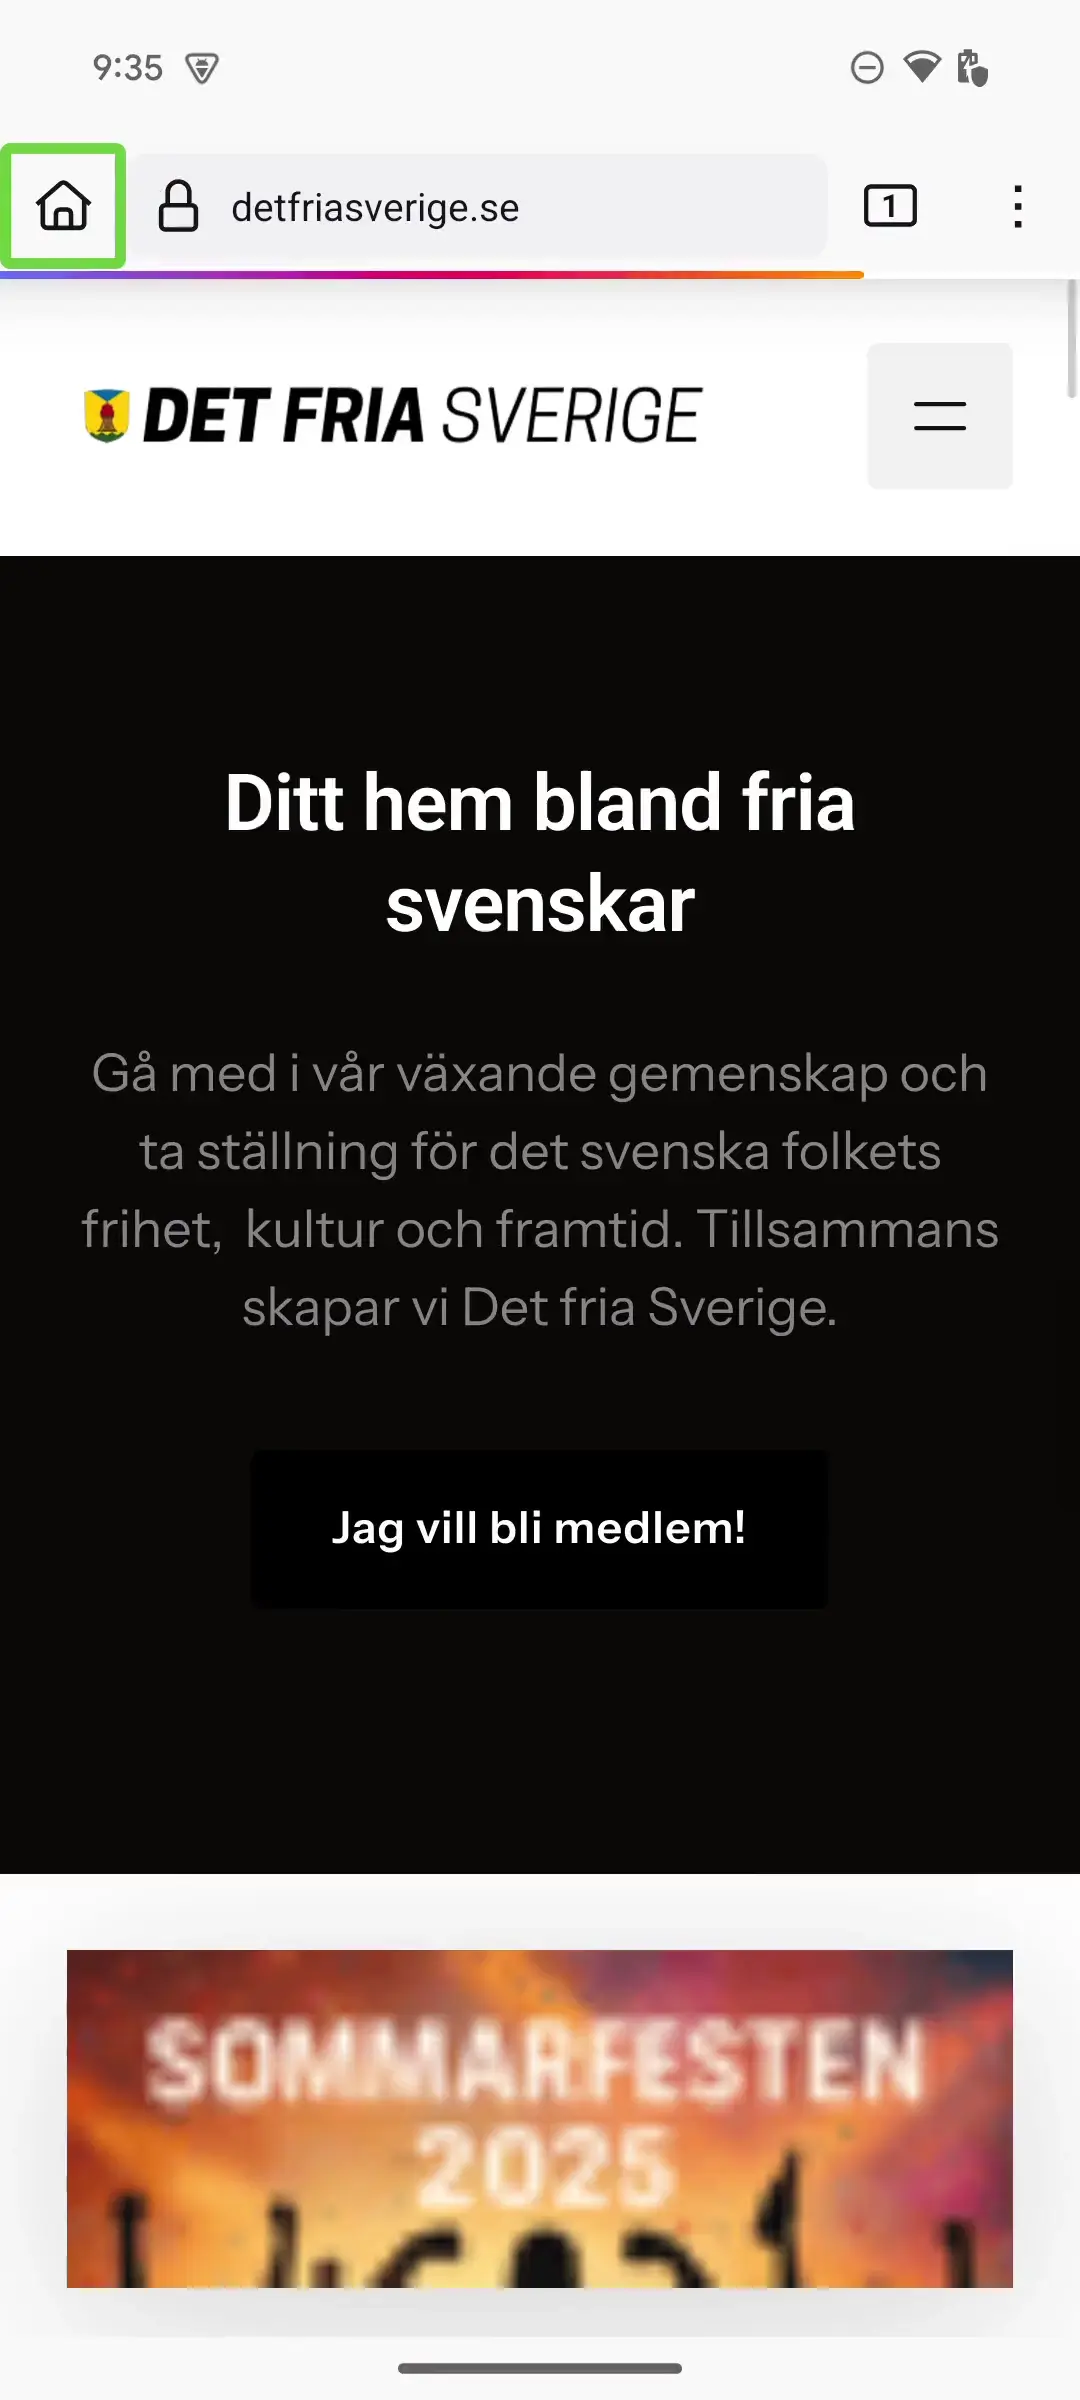 9:35
detfriasverige.se
1
DET FRIA SVERIGE
Ditt hem bland fria
svenskar
Gå med i vår växande gemenskap och
ta ställning för det svenska folkets
frihet, kultur och framtid. Tillsammans
skapar vi Det fria Sverige.
Jag vill bli medlem!
SOMMARFESTEN
2025